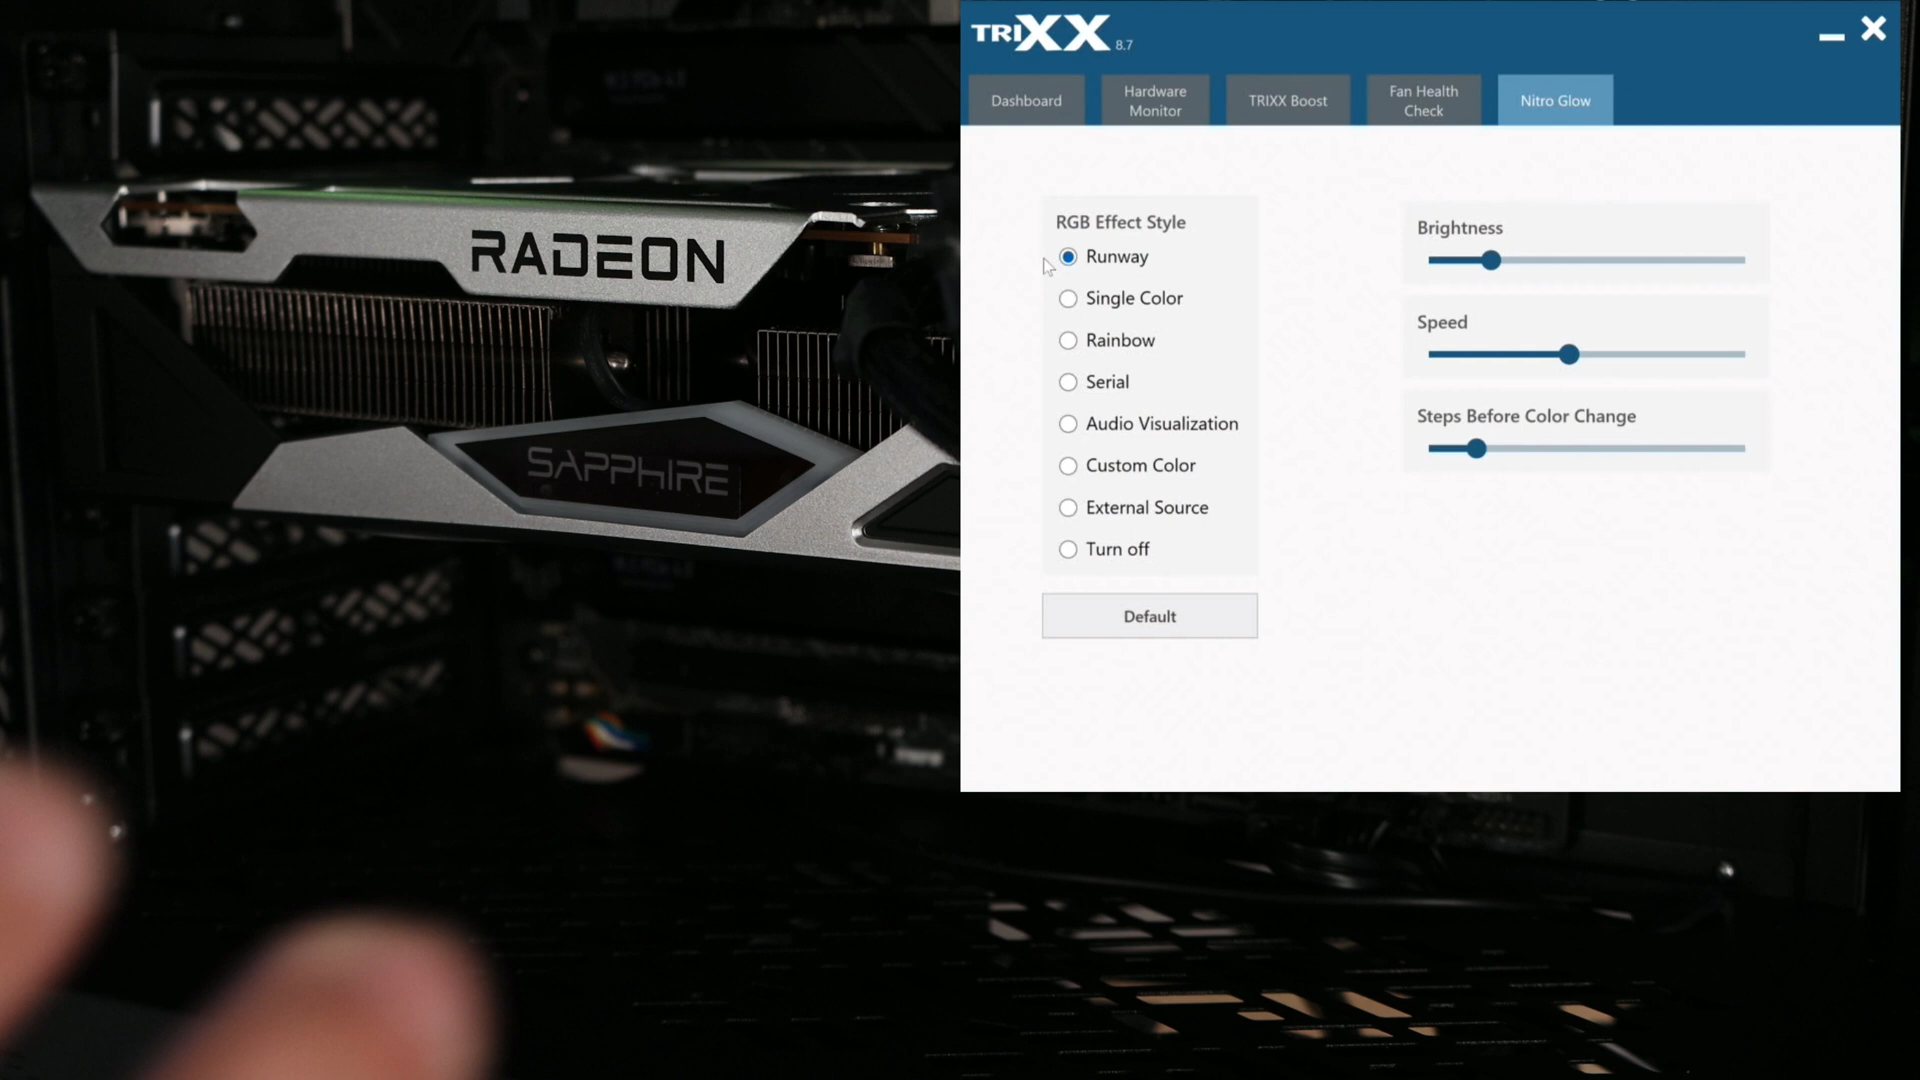 TRIXX 8.7
Dashboard
Hardware
Monitor
TRIXX Boost
Fan Health
Check
Nitro Glow
RGB Effect Style
Runway
Single Color
Rainbow
Serial
Audio Visualization
Custom Color
External Source
Turn off
Default
Brightness
Speed
Steps Before Color Change
RADEON
SAPPHIRE